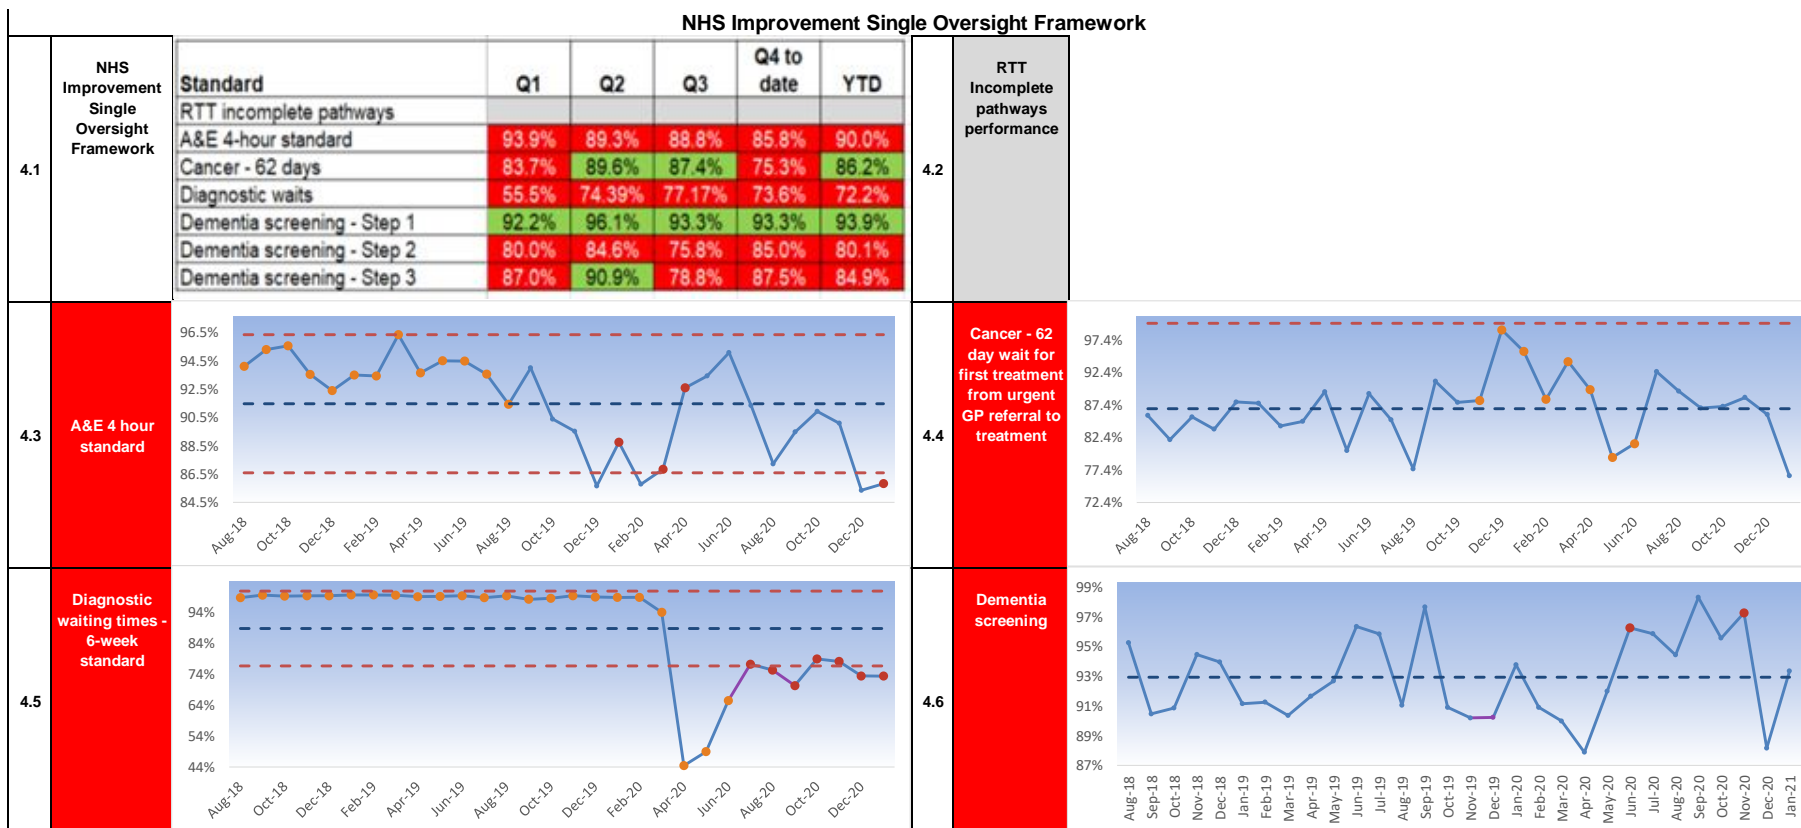 NHS Improvement Single Oversight Framework
4.1
NHS
Improvement
Single
Oversight
Framework
Standard Q1 Q2 Q3 Q4 to date YTD
RTT incomplete pathways
A&E 4-hour standard 93.9% 89.3% 88.8% 85.8% 90.0%
Cancer - 62 days 83.7% 89.6% 87.4% 75.3% 86.2%
Diagnostic waits 55.5% 74.39% 77.17% 73.6% 72.2%
Dementia screening - Step 1 92.2% 96.1% 93.3% 93.3% 93.9%
Dementia screening - Step 2 80.0% 84.6% 75.8% 85.0% 80.1%
Dementia screening - Step 3 87.0% 90.9% 78.8% 87.5% 84.9%
4.2
RTT
Incomplete
pathways
performance
4.3
A&E 4 hour
standard
96.5%
94.5%
92.5%
90.5%
88.5%
86.5%
84.5%
Aug-18 Oct-18 Dec-18 Feb-19 Apr-19 Jun-19 Aug-19 Oct-19 Dec-19 Feb-20 Apr-20 Jun-20 Aug-20 Oct-20 Dec-20
4.4
Cancer - 62
day wait for
first treatment
from urgent
GP referral to
treatment
97.4%
92.4%
87.4%
82.4%
77.4%
72.4%
Aug-18 Oct-18 Dec-18 Feb-19 Apr-19 Jun-19 Aug-19 Oct-19 Dec-19 Feb-20 Apr-20 Jun-20 Aug-20 Oct-20 Dec-20
4.5
Diagnostic
waiting times -
6-week
standard
94%
84%
74%
64%
54%
44%
Aug-18 Oct-18 Dec-18 Feb-19 Apr-19 Jun-19 Aug-19 Oct-19 Dec-19 Feb-20 Apr-20 Jun-20 Aug-20 Oct-20 Dec-20
4.6
Dementia
screening
99%
97%
95%
93%
91%
89%
87%
Aug-18 Sep-18 Oct-18 Nov-18 Dec-18 Jan-19 Feb-19 Mar-19 Apr-19 May-19 Jun-19 Jul-19 Aug-19 Sep-19 Oct-19 Nov-19 Dec-19 Jan-20 Feb-20 Mar-20 Apr-20 May-20 Jun-20 Jul-20 Aug-20 Sep-20 Oct-20 Nov-20 Dec-20 Jan-21